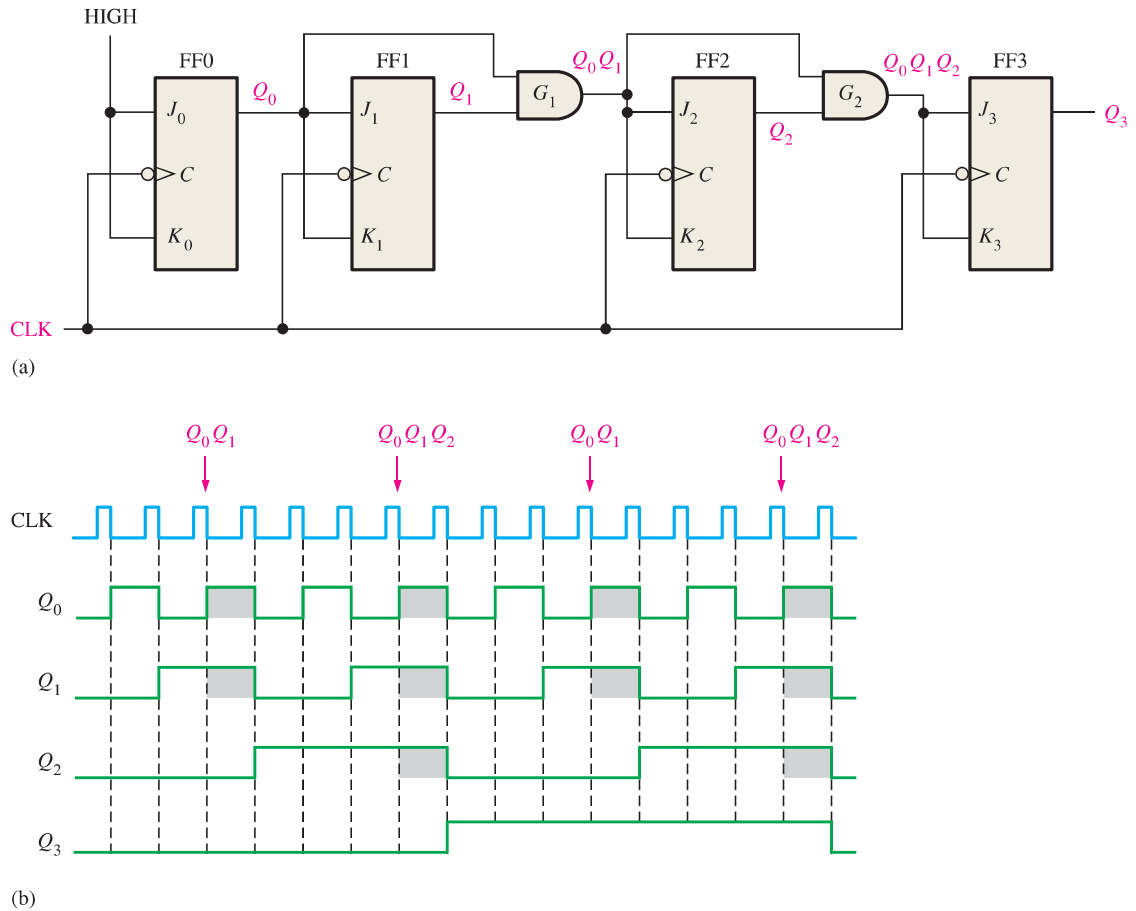 HIGH
FF0 FF1 FF2 FF3
Q₀ Q₁ Q₀Q₁ Q₂ Q₀Q₁Q₂ Q₃
G₁ G₂
J₀ J₁ J₂ J₃
C C C C
K₀ K₁ K₂ K₃
CLK
(a)
Q₀Q₁ Q₀Q₁Q₂ Q₀Q₁ Q₀Q₁Q₂
CLK
Q₀
Q₁
Q₂
Q₃
(b)